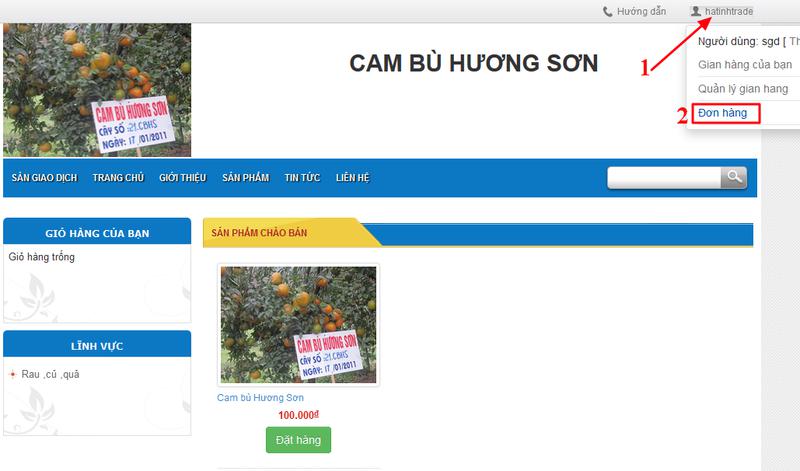 Hướng dẫn
hatinhtrade
1
Người dùng: sgd [ Th
Gian hàng của bạn
Quản lý gian hang
2
Đơn hàng
CAM BÙ HƯƠNG SƠN
CAM BÙ HƯƠNG SƠN
CÂY SỐ :21.CBHS
NGÀY: 17/01/2011
SÀN GIAO DỊCH
TRANG CHỦ
GIỚI THIỆU
SẢN PHẨM
TIN TỨC
LIÊN HỆ
GIỎ HÀNG CỦA BẠN
Giỏ hàng trống
LĨNH VỰC
Rau ,củ ,quả
SẢN PHẨM CHÀO BÁN
CAM BÙ HƯƠNG SƠN
CÂY SỐ :21.CBHS
NGÀY: 17/01/2011
Cam bù Hương Sơn
100.000₫
Đặt hàng